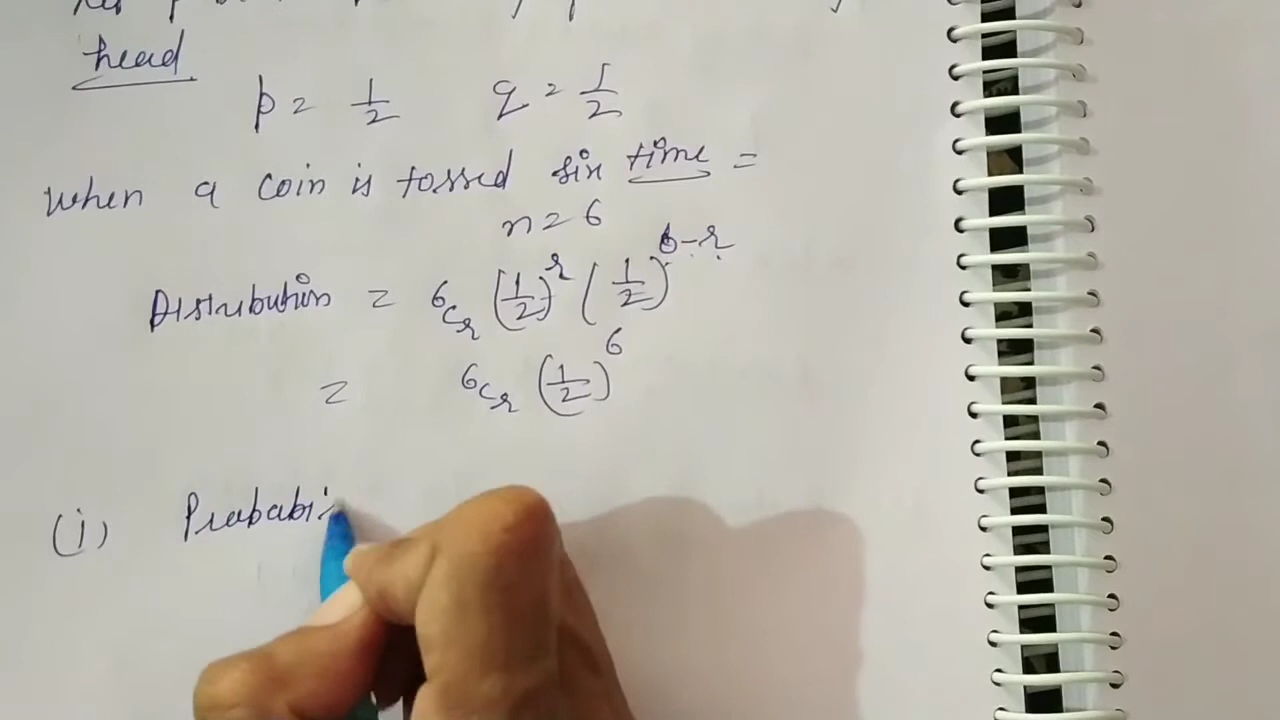 head
p = 1/2 q = 1/2
When a coin is tossed six time =
n = 6
Distribution = ⁶Cᵣ (1/2)ʳ (1/2)⁶⁻ʳ
= ⁶Cᵣ (1/2)⁶
(i) Probabi